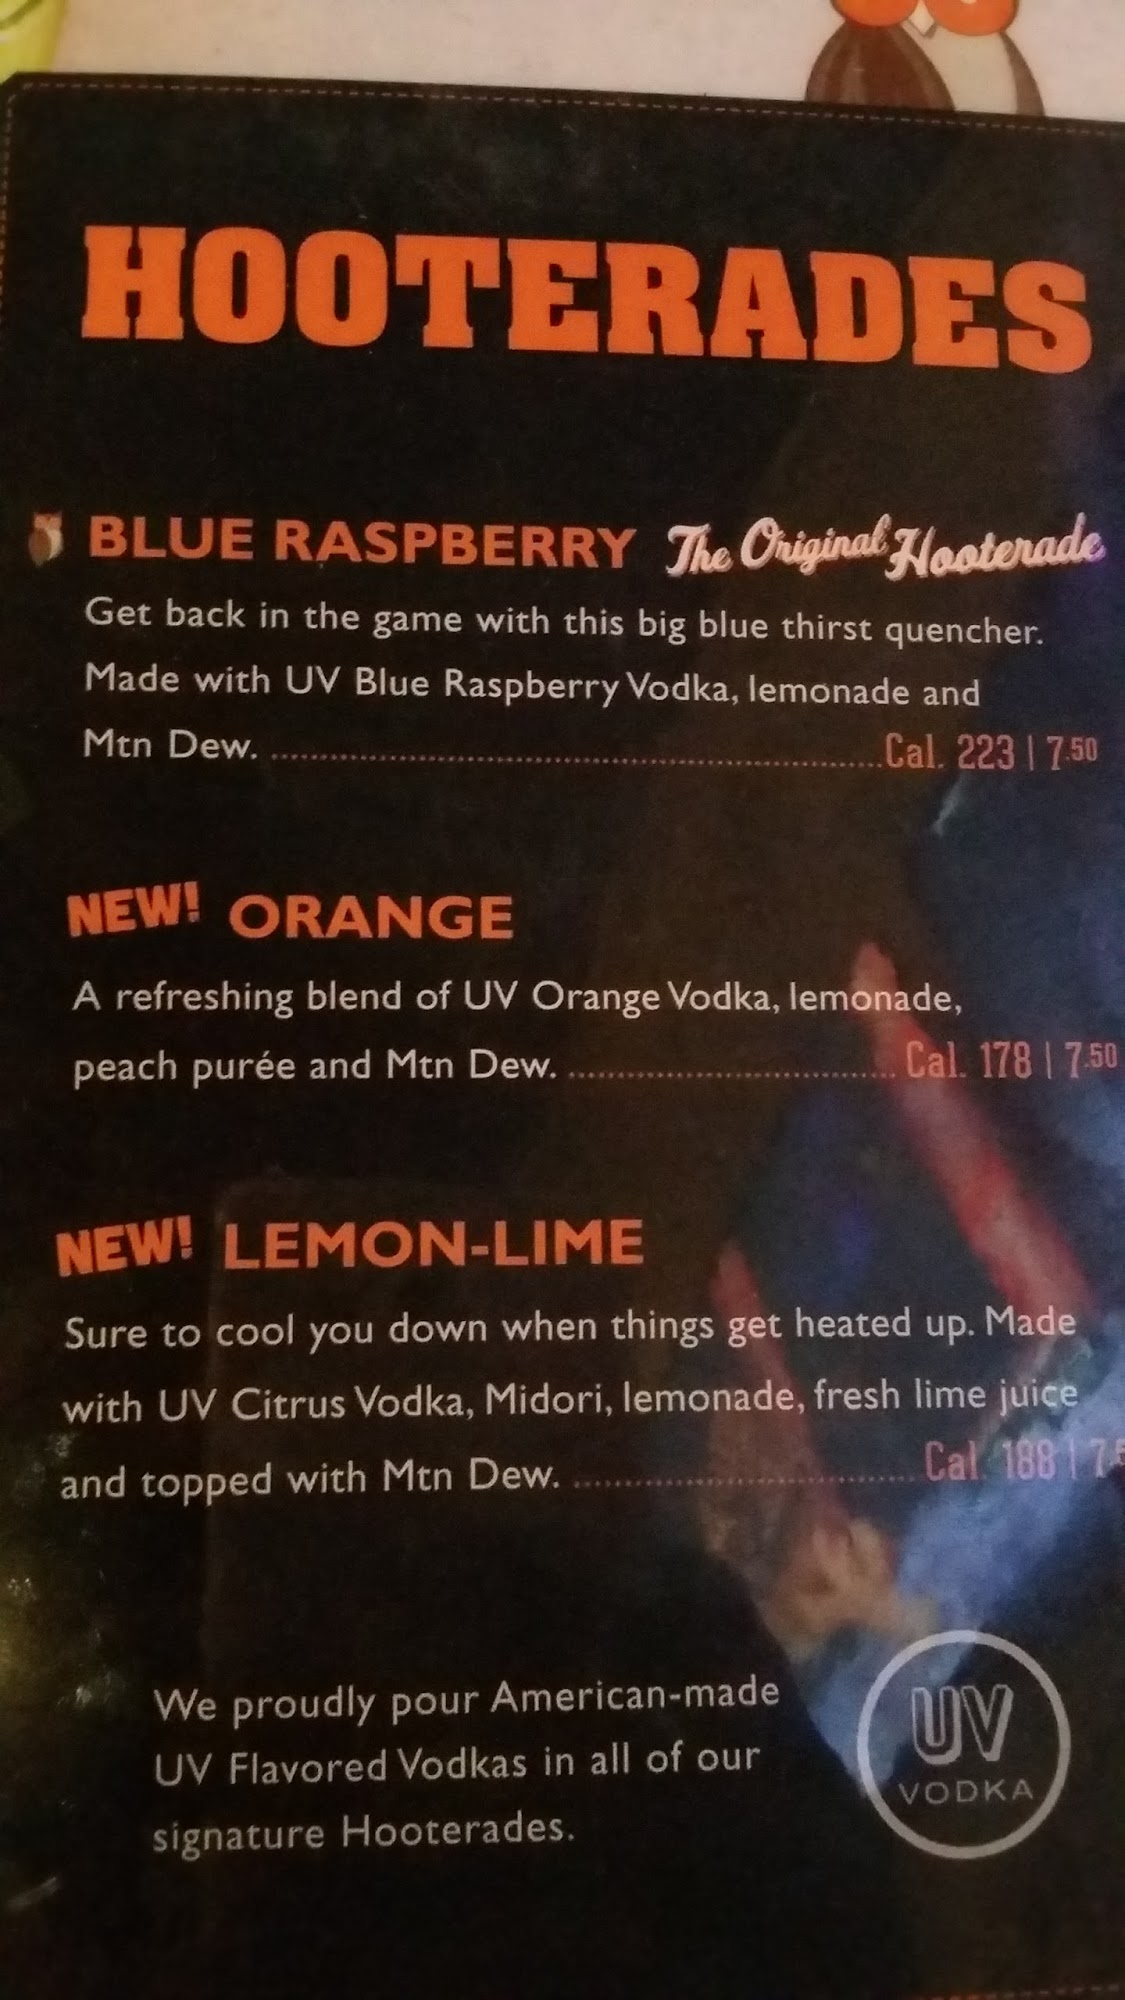 HOOTERADES
BLUE RASPBERRY The Original Hooterade
Get back in the game with this big blue thirst quencher.
Made with UV Blue Raspberry Vodka, lemonade and
Mtn Dew. Cal. 223 | 7.50
NEW! ORANGE
A refreshing blend of UV Orange Vodka, lemonade,
peach purée and Mtn Dew. Cal. 178 | 7.50
NEW! LEMON-LIME
Sure to cool you down when things get heated up. Made
with UV Citrus Vodka, Midori, lemonade, fresh lime juice
and topped with Mtn Dew. Cal. 188 |
We proudly pour American-made
UV Flavored Vodkas in all of our
signature Hooterades.
UV
VODKA